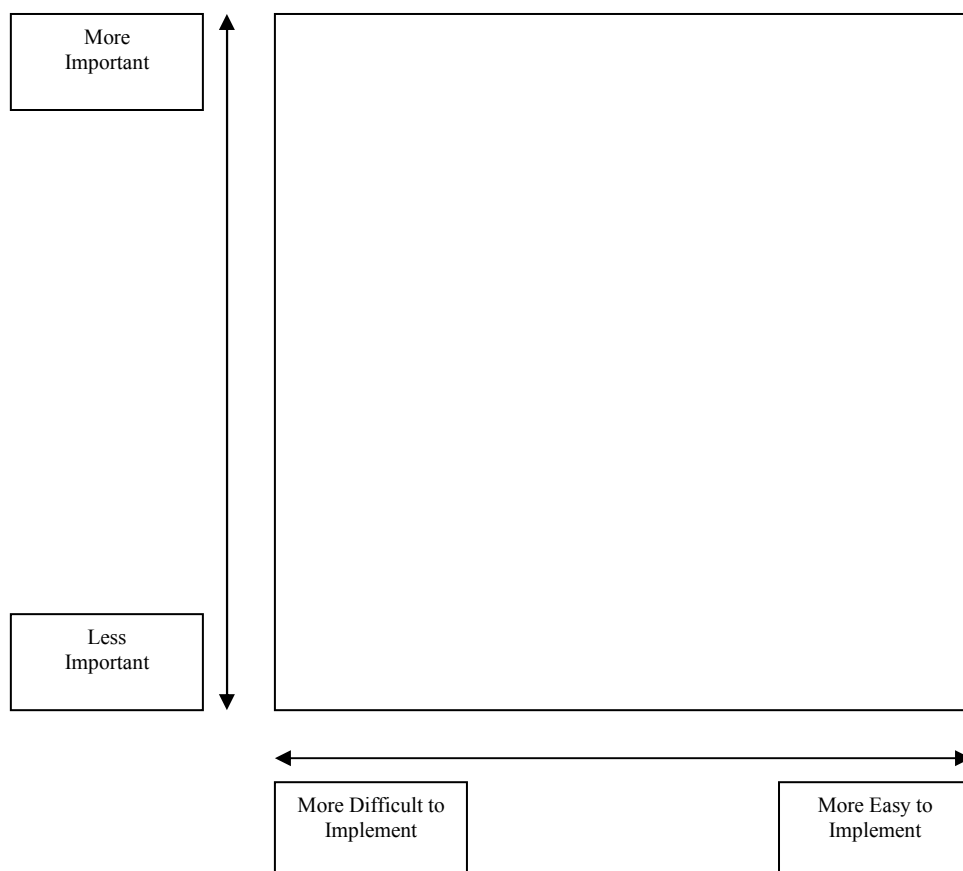 More
Important
Less
Important
More Difficult to
Implement
More Easy to
Implement